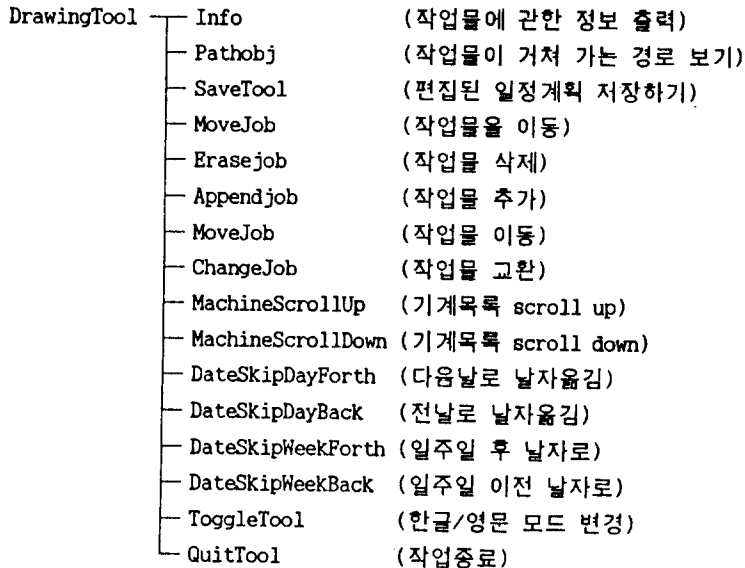 DrawingTool Info (작업물에 관한 정보 출력)
Pathobj (작업물이 거쳐 가는 경로 보기)
SaveTool (편집된 일정계획 저장하기)
MoveJob (작업물을 이동)
Erasejob (작업물 삭제)
Appendjob (작업물 추가)
MoveJob (작업물 이동)
ChangeJob (작업물 교환)
MachineScrollUp (기계목록 scroll up)
MachineScrollDown (기계목록 scroll down)
DateSkipDayForth (다음날로 날자옮김)
DateSkipDayBack (전날로 날자옮김)
DateSkipWeekForth (일주일 후 날자로)
DateSkipWeekBack (일주일 이전 날자로)
ToggleTool (한글/영문 모드 변경)
QuitTool (작업종료)